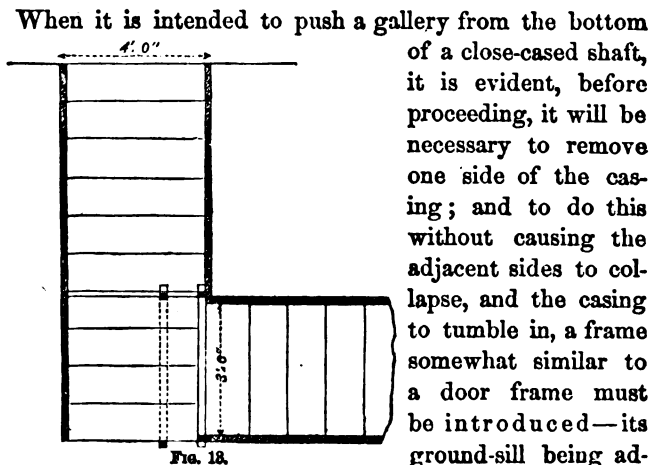 When it is intended to push a gallery from the bottom
4'. 0"
of a close-cased shaft,
it is evident, before
proceeding, it will be
necessary to remove
one side of the cas-
ing; and to do this
without causing the
adjacent sides to col-
lapse, and the casing
to tumble in, a frame
somewhat similar to
a door frame must
be introduced—its
ground-sill being ad-
3'. 0"
Fig. 13.